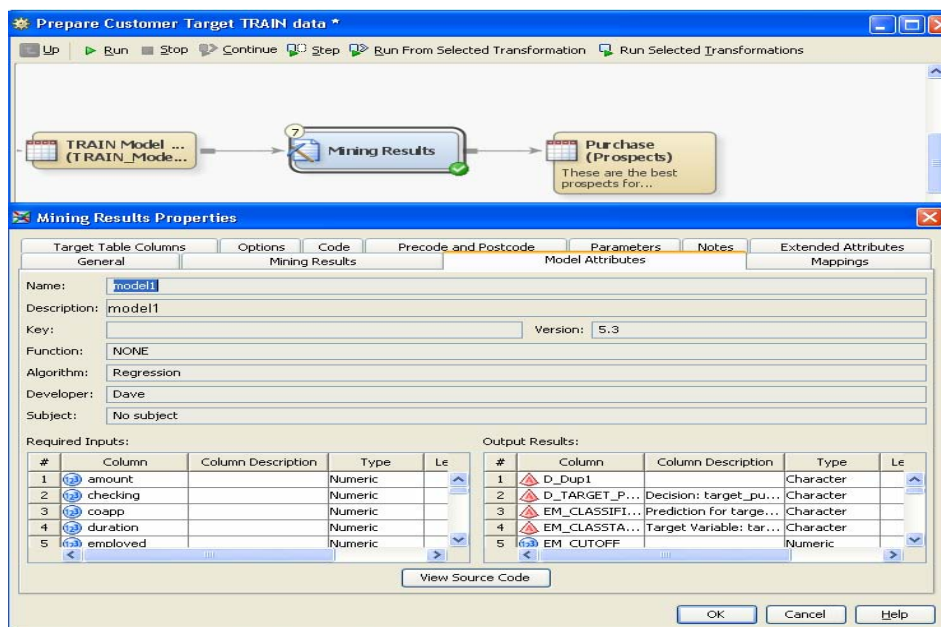 Prepare Customer Target TRAIN data *
Up Run Stop Continue Step Run From Selected Transformation Run Selected Transformations
7
TRAIN Model ...
(TRAIN_Mode...
Mining Results
Purchase
(Prospects)
These are the best
prospects for...
Mining Results Properties
Target Table Columns Options Code Precode and Postcode Parameters Notes Extended Attributes
General Mining Results Model Attributes Mappings
Name: model1
Description: model1
Key: Version: 5.3
Function: NONE
Algorithm: Regression
Developer: Dave
Subject: No subject
Required Inputs: Output Results:
# Column Column Description Type Le # Column Column Description Type Le
1 123 amount Numeric 1 D_Dup1 Character
2 123 checking Numeric 2 D_TARGET_P... Decision: target_pu... Character
3 123 coapp Numeric 3 EM_CLASSIFI... Prediction for targe... Character
4 123 duration Numeric 4 EM_CLASSTA... Target Variable: tar... Character
5 123 employed Numeric 5 123 EM_CUTOFF Numeric
View Source Code
OK Cancel Help